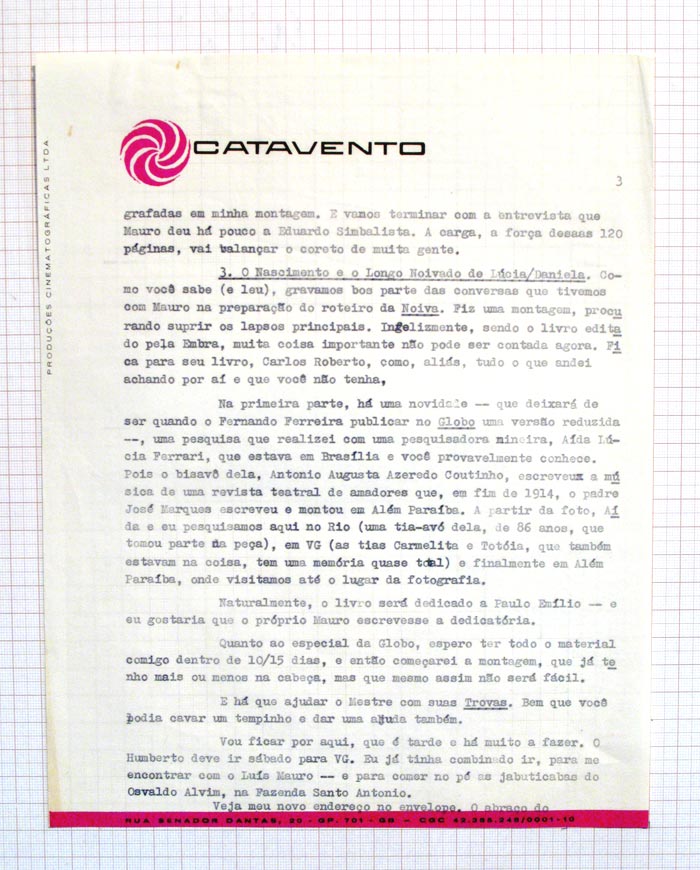 CATAVENTO
PRODUÇÕES CINEMATOGRÁFICAS LTDA
3
grafadas em minha montagem. E vamos terminar com a entrevista que
Mauro deu há pouco a Eduardo Simbalista. A carga, a força dessas 120
páginas, vai balançar o coreto de muita gente.
3. O Nascimento e o Longo Noivado de Lúcia/Daniela. Co-
mo você sabe (e leu), gravamos boa parte das conversas que tivemos
com Mauro na preparação do roteiro da Noiva. Fiz uma montagem, procu
rando suprir os lapsos principais. Infelizmente, sendo o livro edita
do pela Embra, muita coisa importante não pode ser contada agora. Fi
ca para seu livro, Carlos Roberto, como, aliás, tudo o que andei
achando por aí e que você não tenha,
Na primeira parte, há uma novidade -- que deixará de
ser quando o Fernando Ferreira publicar no Globo uma versão reduzida
--, uma pesquisa que realizei com uma pesquisadora mineira, Aída Lú-
cia Ferrari, que estava em Brasília e você provavelmente conhece.
Pois o bisavô dela, Antonio Augusta Azeredo Coutinho, escreveux a mú
sica de uma revista teatral de amadores que, em fim de 1914, o padre
José Marques escreveu e montou em Além Paraíba. A partir da foto, Aí
da e eu pesquisamos aqui no Rio (uma tia-avó dela, de 86 anos, que
tomou parte na peça), em VG (as tias Carmelita e Totóia, que também
estavam na coisa, tem uma memória quase total) e finalmente em Além
Paraíba, onde visitamos até o lugar da fotografia.
Naturalmente, o livro será dedicado a Paulo Emílio -- e
eu gostaria que o próprio Mauro escrevesse a dedicatória.
Quanto ao especial da Globo, espero ter todo o material
comigo dentro de 10/15 dias, e então começarei a montagem, que já te
nho mais ou menos na cabeça, mas que mesmo assim não será fácil.
E há que ajudar o Mestre com suas Trovas. Bem que você
podia cavar um tempinho e dar uma ajuda também.
Vou ficar por aqui, que é tarde e há muito a fazer. O
Humberto deve ir sábado para VG. Eu já tinha combinado ir, para me
encontrar com o Luís Mauro -- e para comer no pé as jabuticabas do
Osvaldo Alvim, na Fazenda Santo Antonio.
Veja meu novo endereço no envelope. O abraço do
RUA SENADOR DANTAS, 20 - GP. 701 - GB - CGC 42.286.245/0001-10